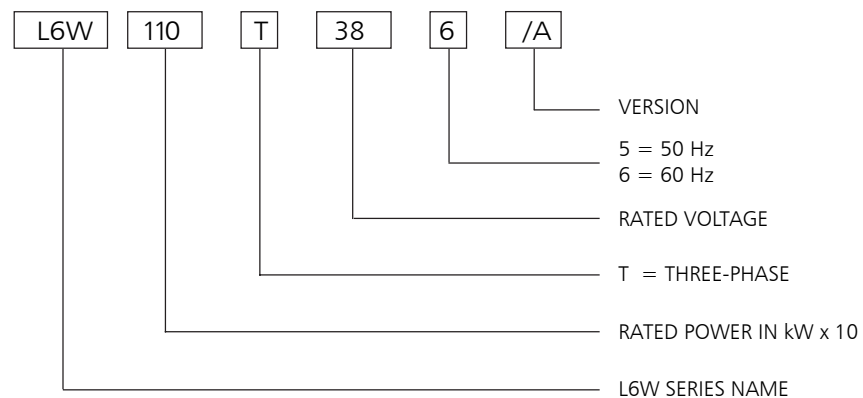 L6W 110 T 38 6 /A
VERSION
5 = 50 Hz
6 = 60 Hz
RATED VOLTAGE
T = THREE-PHASE
RATED POWER IN kW x 10
L6W SERIES NAME